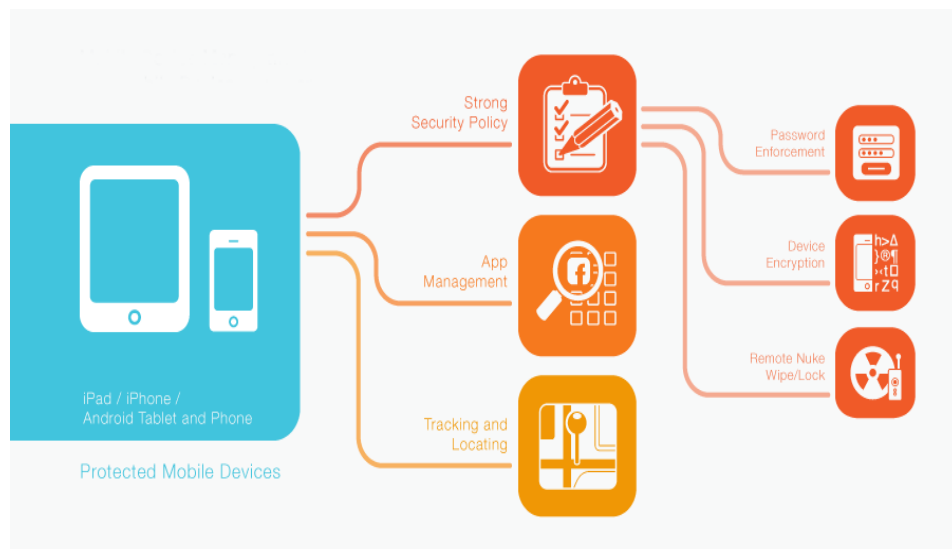 Strong
Security Policy
Password
Enforcement
App
Management
Device
Encryption
h>Δ
}®¶
›‹t□
rZq
Remote Nuke
Wipe/Lock
iPad / iPhone /
Android Tablet and Phone
Tracking and
Locating
Protected Mobile Devices